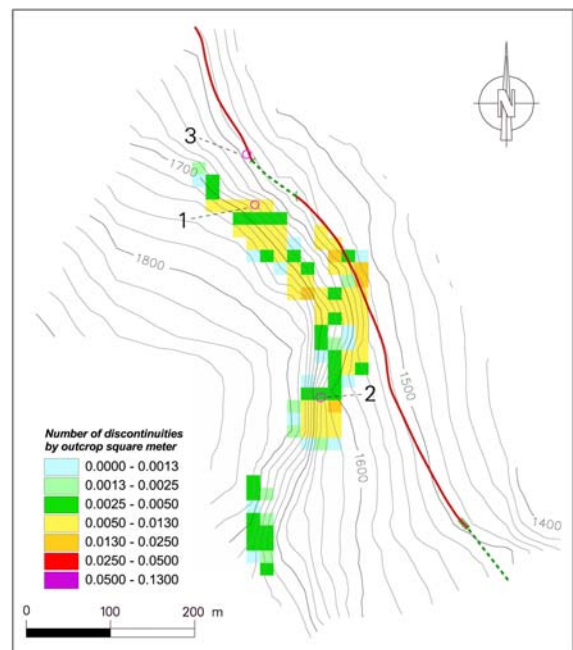 N
3
1700
1
1800
2
1500
1600
1400
Number of discontinuities
by outcrop square meter
0.0000 - 0.0013
0.0013 - 0.0025
0.0025 - 0.0050
0.0050 - 0.0130
0.0130 - 0.0250
0.0250 - 0.0500
0.0500 - 0.1300
0 100 200 m